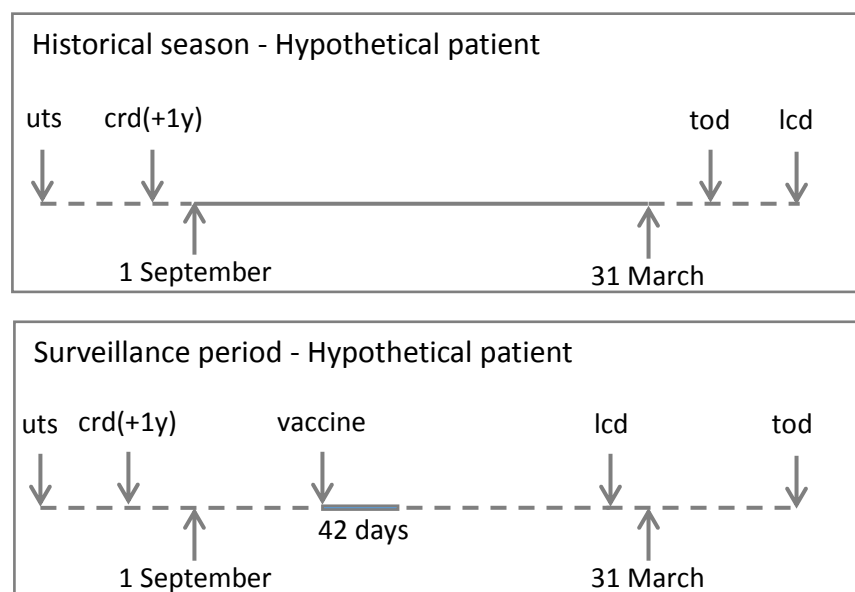 Historical season - Hypothetical patient
uts crd(+1y) tod lcd
1 September 31 March
Surveillance period - Hypothetical patient
uts crd(+1y) vaccine lcd tod
42 days
1 September 31 March